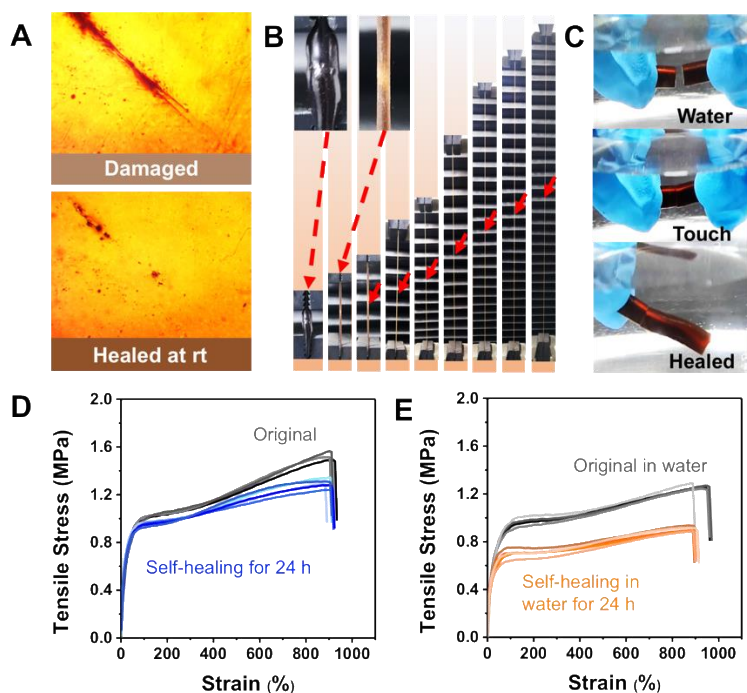 A
Damaged
Healed at rt
B
C
Water
Touch
Healed
D
Tensile Stress (MPa)
2.0
1.6
1.2
0.8
0.4
0.0
Original
Self-healing for 24 h
0 200 400 600 800 1000
Strain (%)
E
Tensile Stress (MPa)
2.0
1.6
1.2
0.8
0.4
0.0
Original in water
Self-healing in
water for 24 h
0 200 400 600 800 1000
Strain (%)